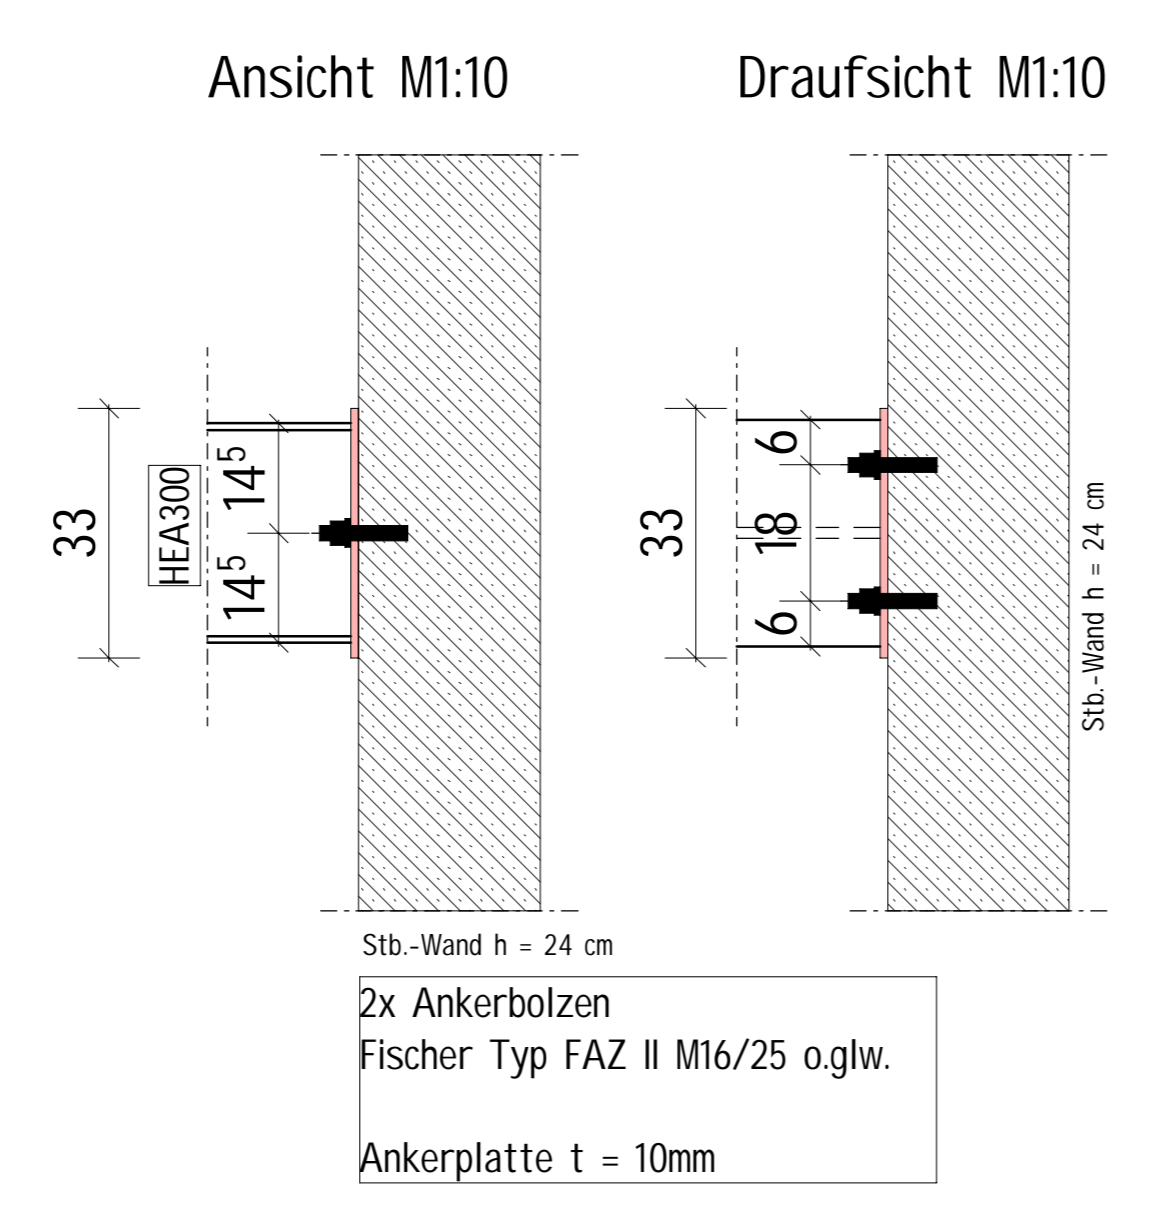 Ansicht M1:10
Draufsicht M1:10
33
HEA300
14⁵
14⁵
33
6
18
6
Stb.-Wand h = 24 cm
Stb.-Wand h = 24 cm
2x Ankerbolzen
Fischer Typ FAZ II M16/25 o.glw.
Ankerplatte t = 10mm